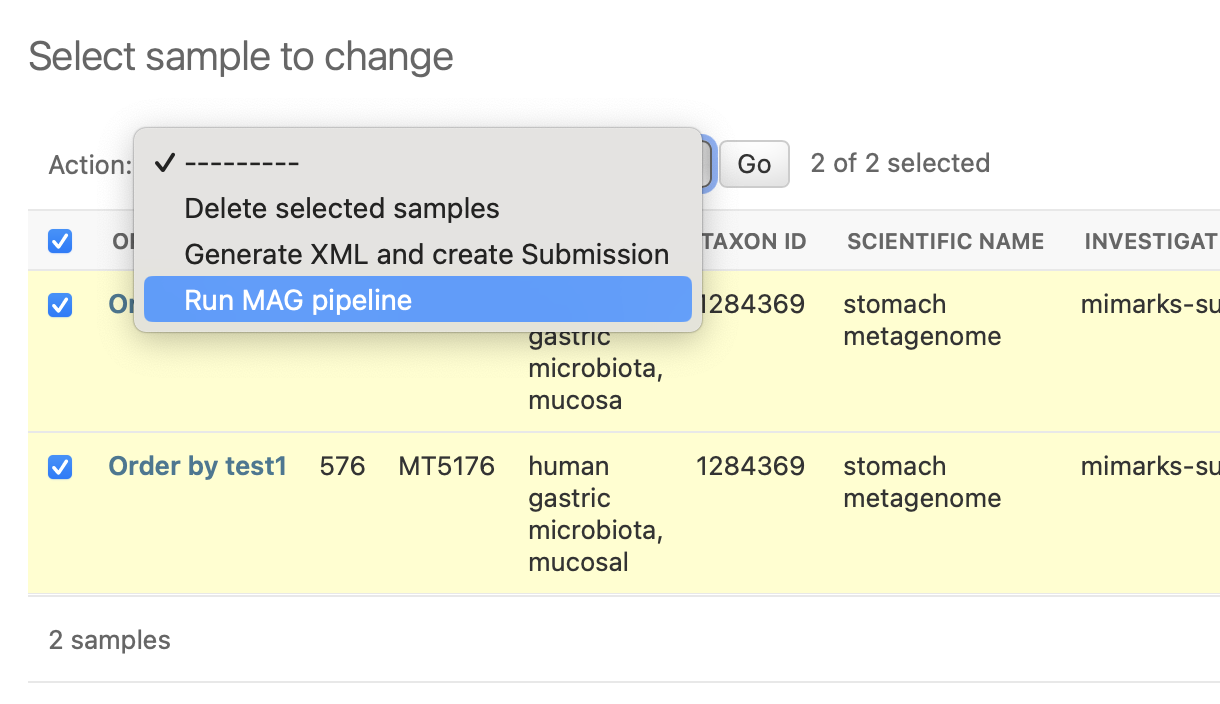 Select sample to change
Action:
✓ ---------
Delete selected samples
Generate XML and create Submission
Run MAG pipeline
Go
2 of 2 selected
TAXON ID SCIENTIFIC NAME INVESTIGAT
1284369 stomach mimarks-su
gastric metagenome
microbiota,
mucosa
Order by test1 576 MT5176 human 1284369 stomach mimarks-su
gastric metagenome
microbiota,
mucosal
2 samples